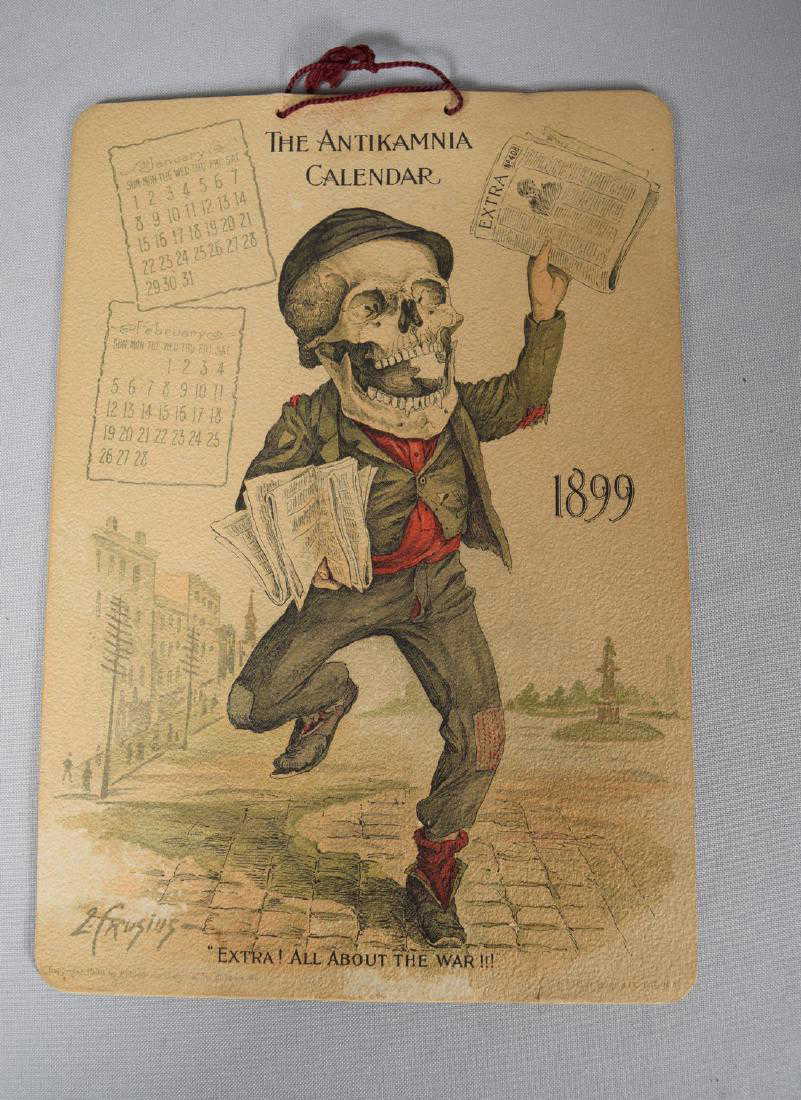 THE ANTIKAMNIA
CALENDAR
January
SUN MON TUE WED THU FRI SAT
1 2 3 4 5 6 7
8 9 10 11 12 13 14
15 16 17 18 19 20 21
22 23 24 25 26 27 28
29 30 31
EXTRA
No 408
February
SUN MON TUE WED THU FRI SAT
1 2 3 4
5 6 7 8 9 10 11
12 13 14 15 16 17 18
19 20 21 22 23 24 25
26 27 28
1899
L Crusius
"EXTRA! ALL ABOUT THE WAR!!!